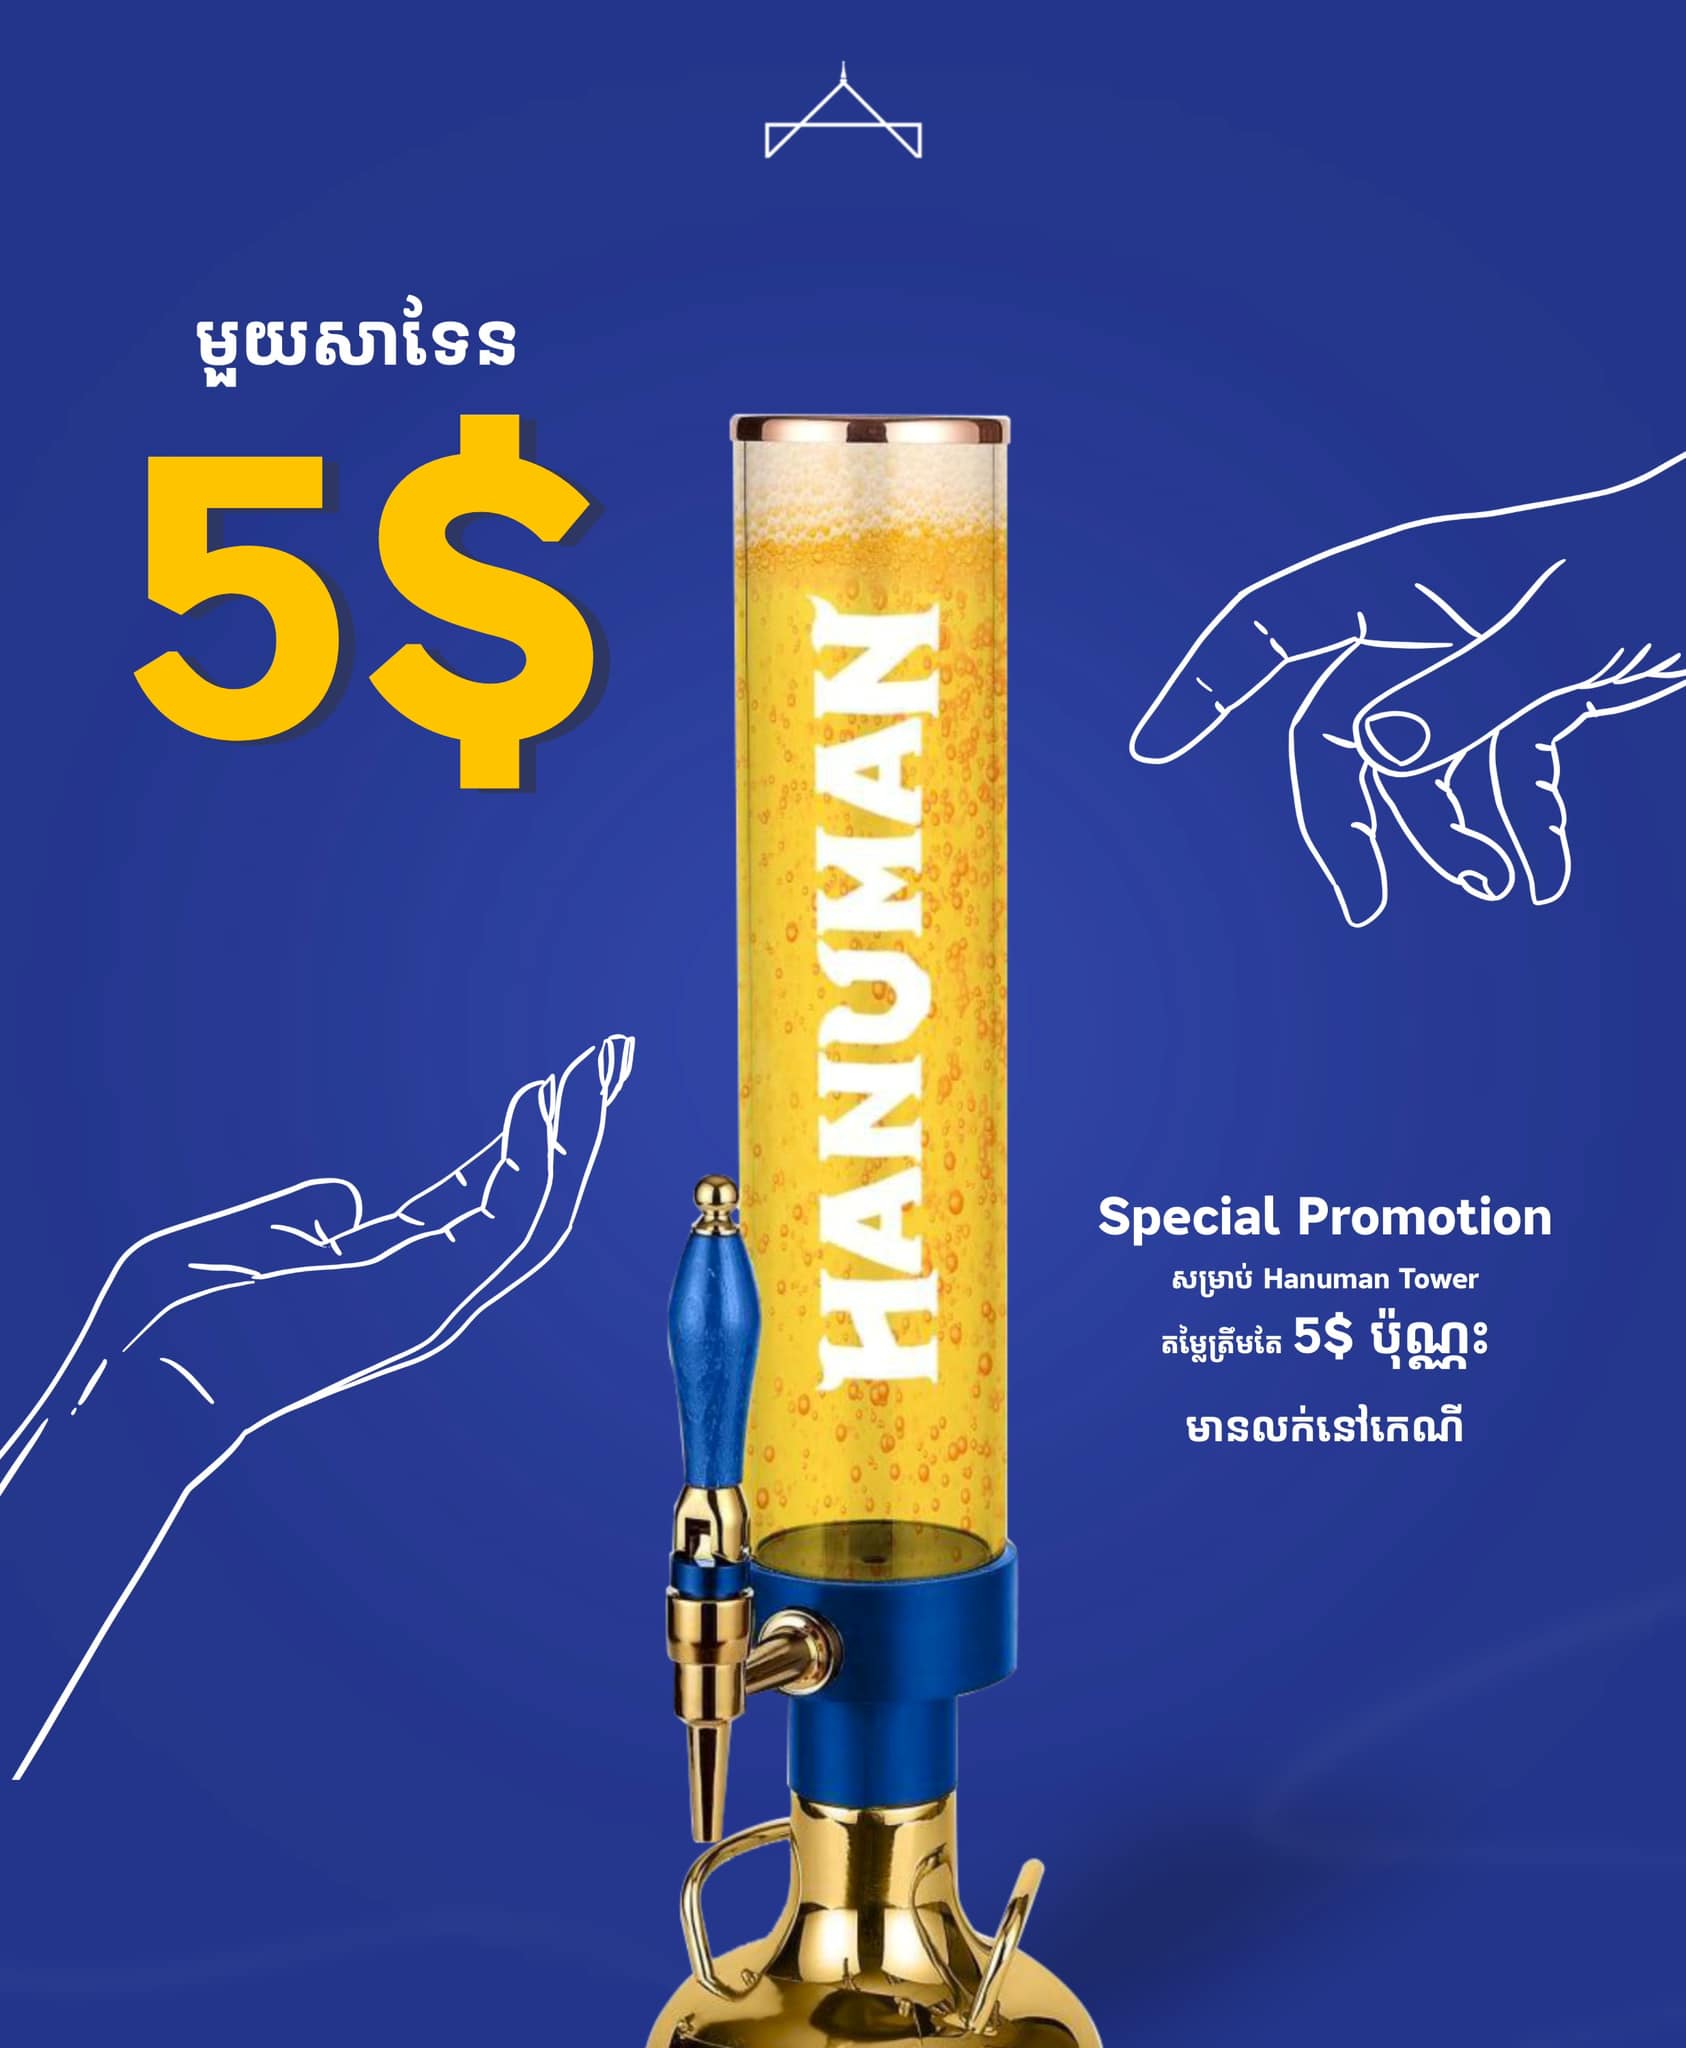 មួយសាទែន
5$
HANUMAN
Special Promotion
សម្រាប់ Hanuman Tower
តម្លៃត្រឹមតែ 5$ ប៉ុណ្ណះ
មានលក់នៅកេណី